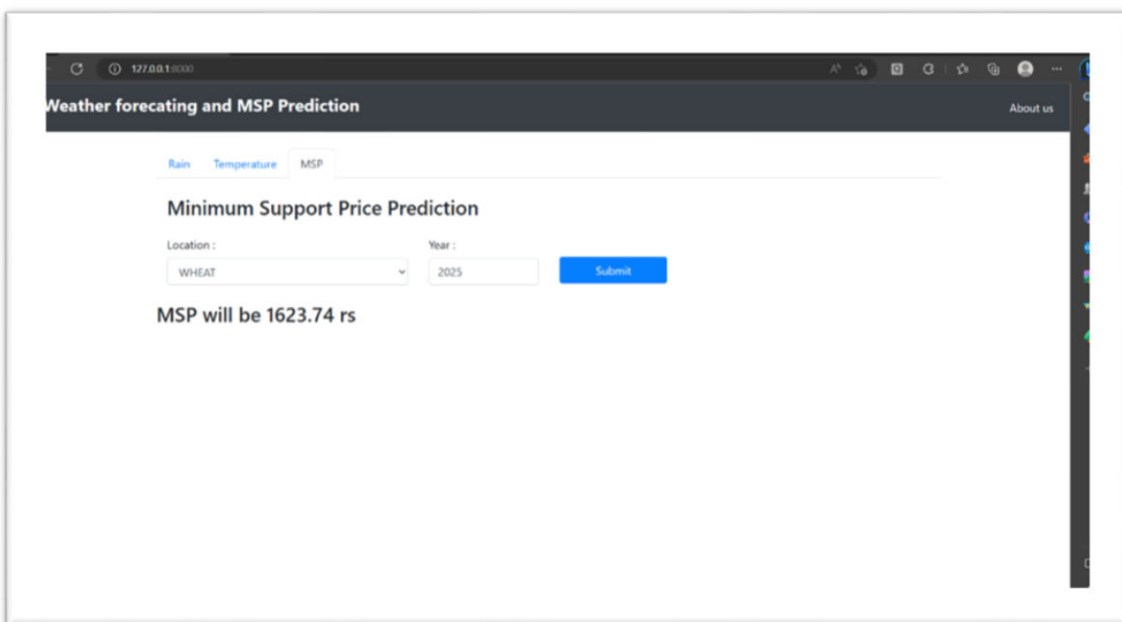 127.0.0.1:8000
Weather forecating and MSP Prediction
About us
Rain Temperature MSP
Minimum Support Price Prediction
Location : Year :
WHEAT 2025 Submit
MSP will be 1623.74 rs